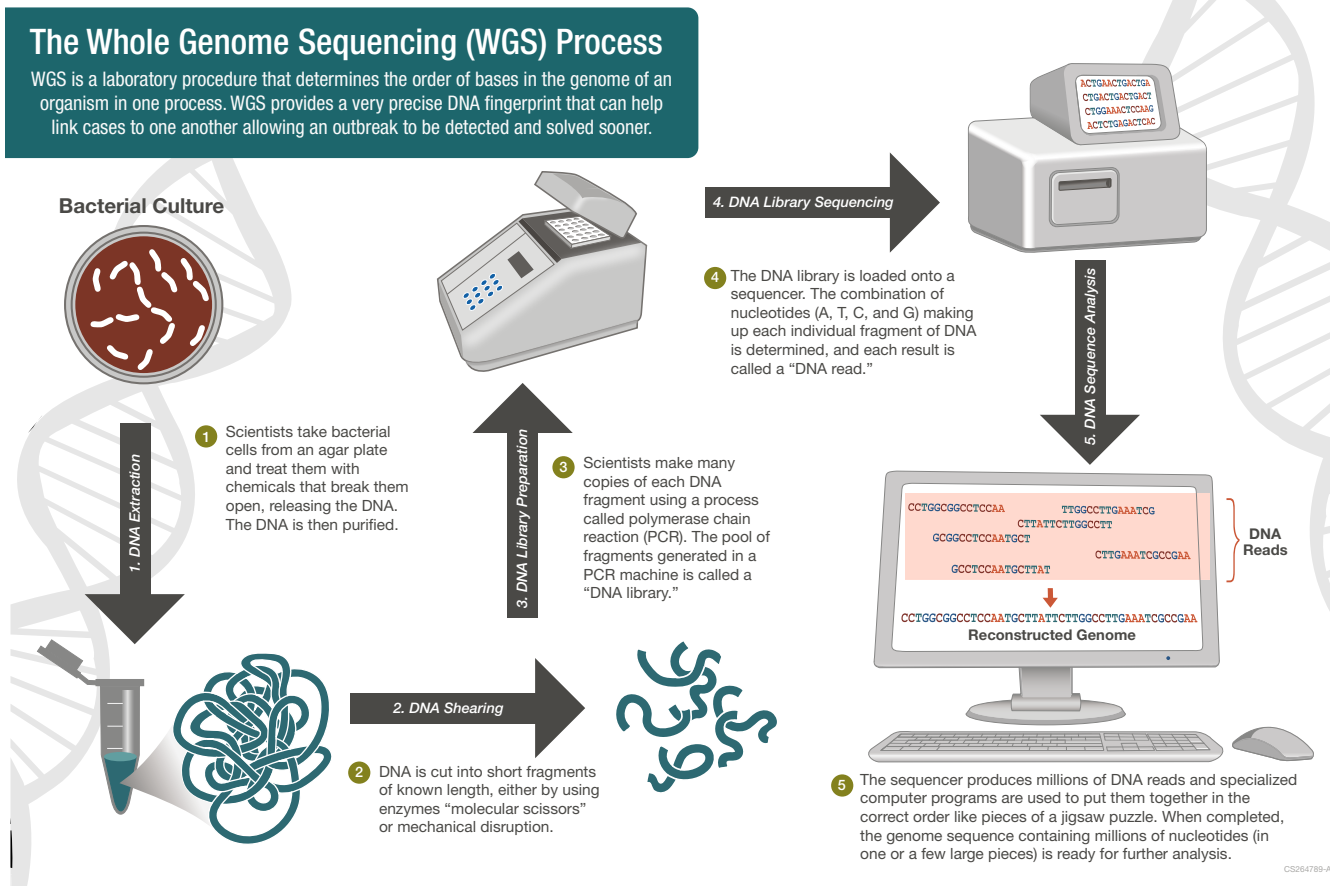 The Whole Genome Sequencing (WGS) Process
WGS is a laboratory procedure that determines the order of bases in the genome of an
organism in one process. WGS provides a very precise DNA fingerprint that can help
link cases to one another allowing an outbreak to be detected and solved sooner.
Bacterial Culture
1. DNA Extraction
1
Scientists take bacterial
cells from an agar plate
and treat them with
chemicals that break them
open, releasing the DNA.
The DNA is then purified.
2. DNA Shearing
2
DNA is cut into short fragments
of known length, either by using
enzymes “molecular scissors”
or mechanical disruption.
3. DNA Library Preparation
3
Scientists make many
copies of each DNA
fragment using a process
called polymerase chain
reaction (PCR). The pool of
fragments generated in a
PCR machine is called a
“DNA library.”
4. DNA Library Sequencing
4
The DNA library is loaded onto a
sequencer. The combination of
nucleotides (A, T, C, and G) making
up each individual fragment of DNA
is determined, and each result is
called a “DNA read.”
ACTGAACTGACTGA
CTGACTGACTGACT
CTGGAAACTCCAAG
ACTCTGAGACTCAC
5. DNA Sequence Analysis
CCTGGCGGCCTCCAA
TTGGCCTTGAAATCG
CTTATTCTTGGCCTT
GCGGCCTCCAATGCT
CTTGAAATCGCCGAA
GCCTCCAATGCTTAT
DNA
Reads
CCTGGCGGCCTCCAATGCTTATTCTTGGCCTTGAAATCGCCGAA
Reconstructed Genome
5
The sequencer produces millions of DNA reads and specialized
computer programs are used to put them together in the
correct order like pieces of a jigsaw puzzle. When completed,
the genome sequence containing millions of nucleotides (in
one or a few large pieces) is ready for further analysis.
CS264789-A